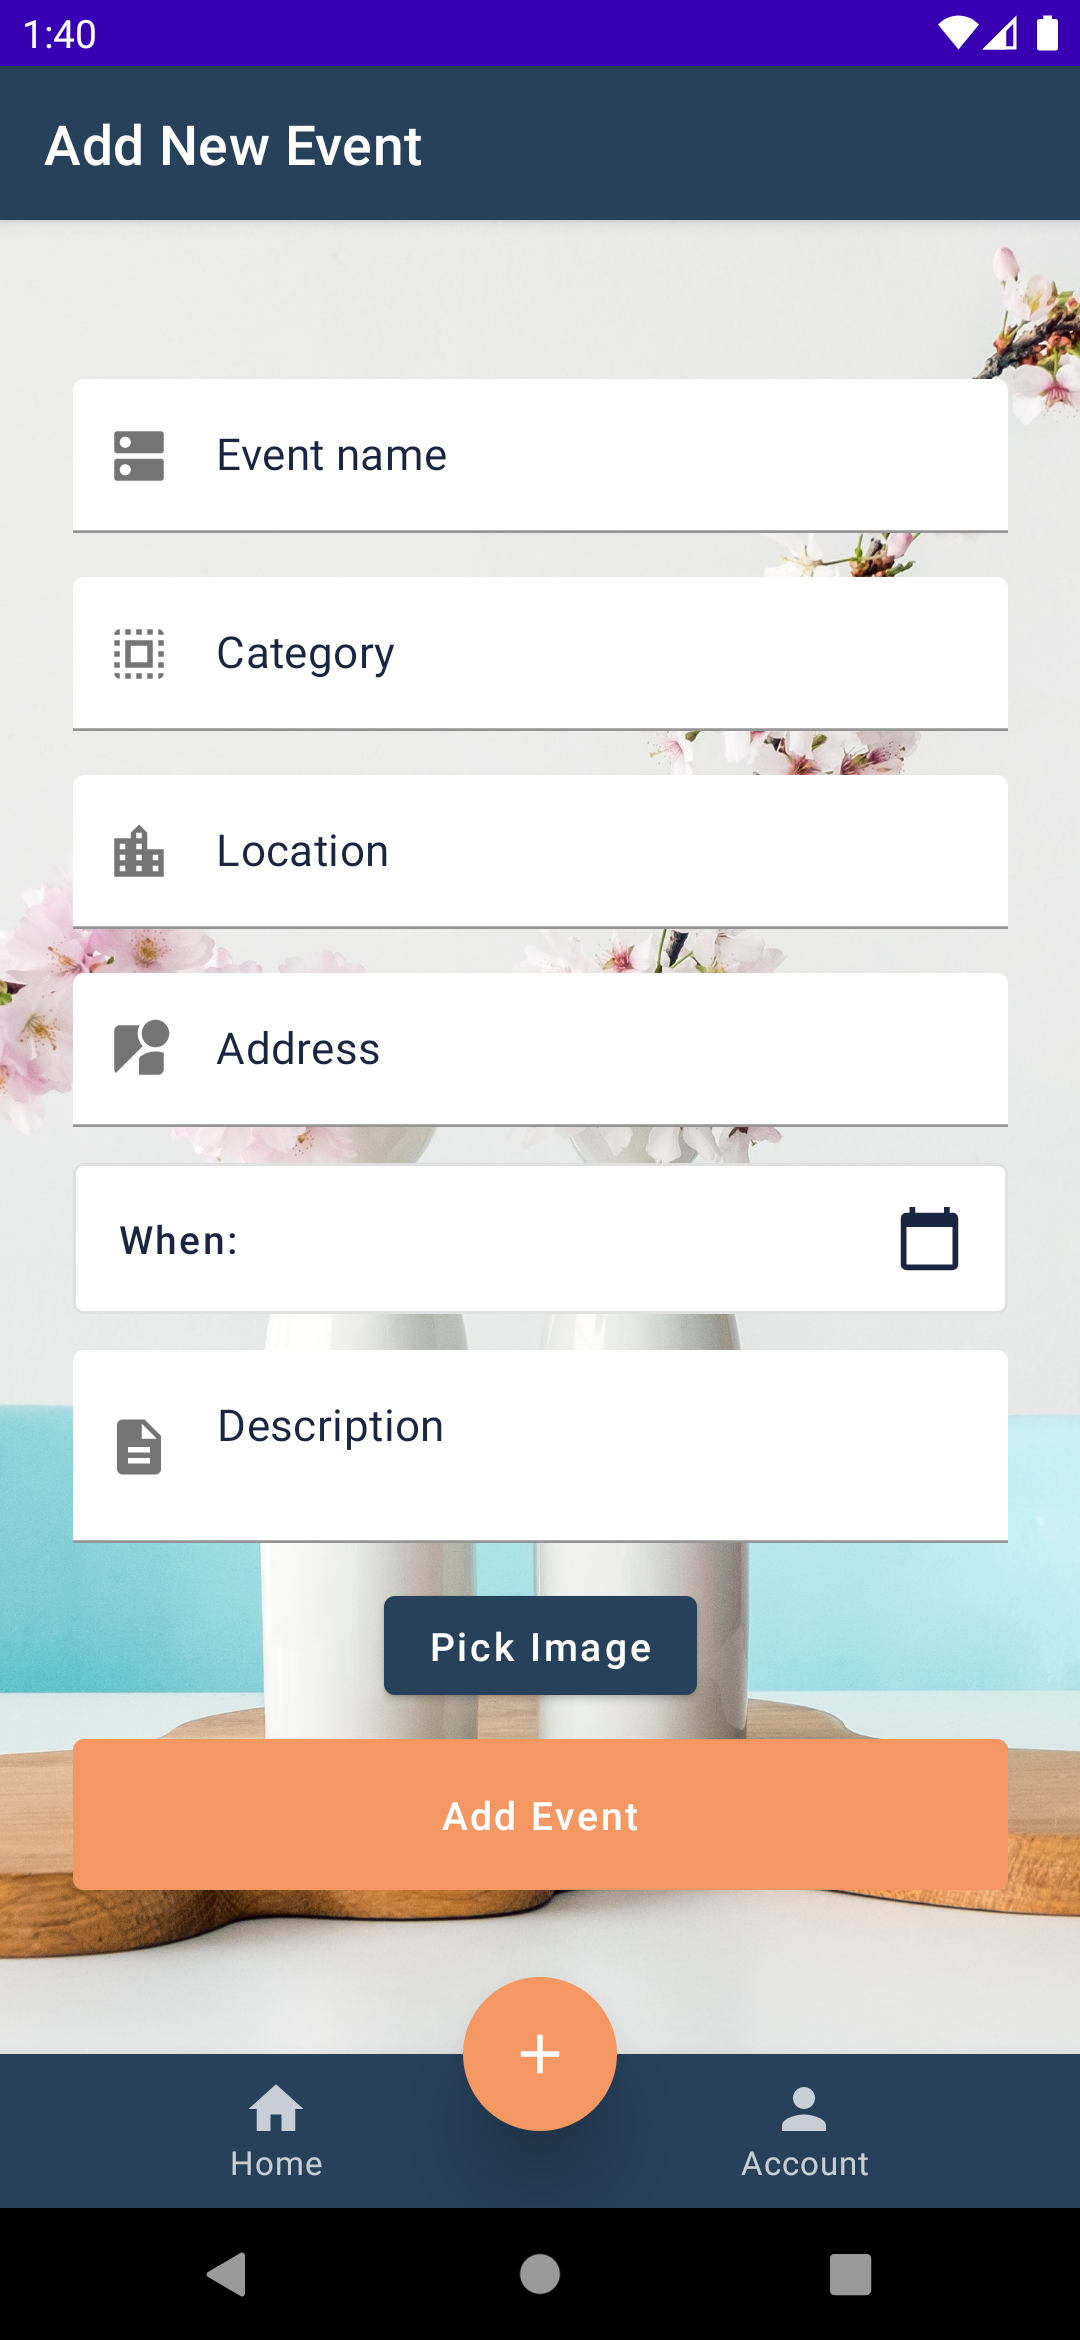 1:40
Add New Event
Event name
Category
Location
Address
When:
Description
Pick Image
Add Event
Home
Account